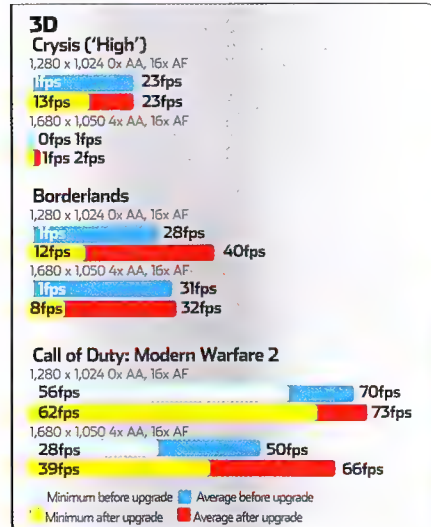 3D
Crysis ('High')
1,280 x 1,024 0x AA, 16x AF
1fps 23fps
13fps 23fps
1,680 x 1,050 4x AA, 16x AF
0fps 1fps
1fps 2fps
Borderlands
1,280 x 1,024 0x AA, 16x AF
1fps 28fps
12fps 40fps
1,680 x 1,050 4x AA, 16x AF
1fps 31fps
8fps 32fps
Call of Duty: Modern Warfare 2
1,280 x 1,024 0x AA, 16x AF
56fps 70fps
62fps 73fps
1,680 x 1,050 4x AA, 16x AF
28fps 50fps
39fps 66fps
Minimum before upgrade Average before upgrade
Minimum after upgrade Average after upgrade